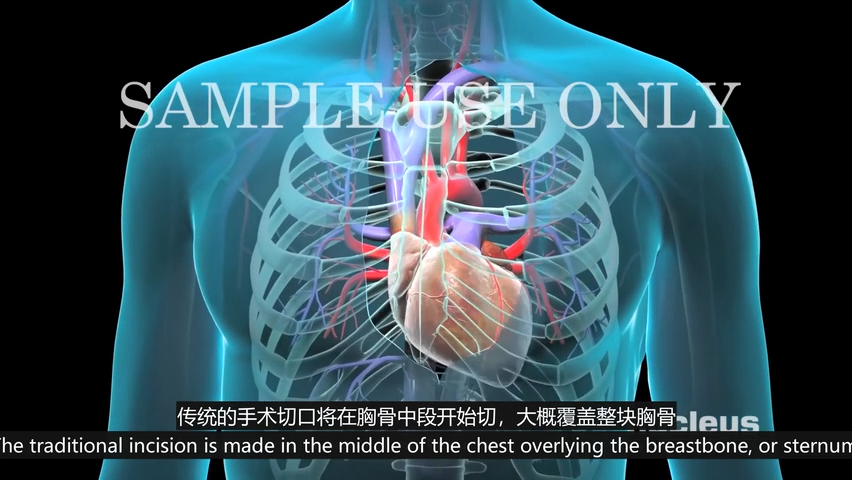 SAMPLE USE ONLY
传统的手术切口将在胸骨中段开始切，大概覆盖整块胸骨
The traditional incision is made in the middle of the chest overlying the breastbone, or sternum